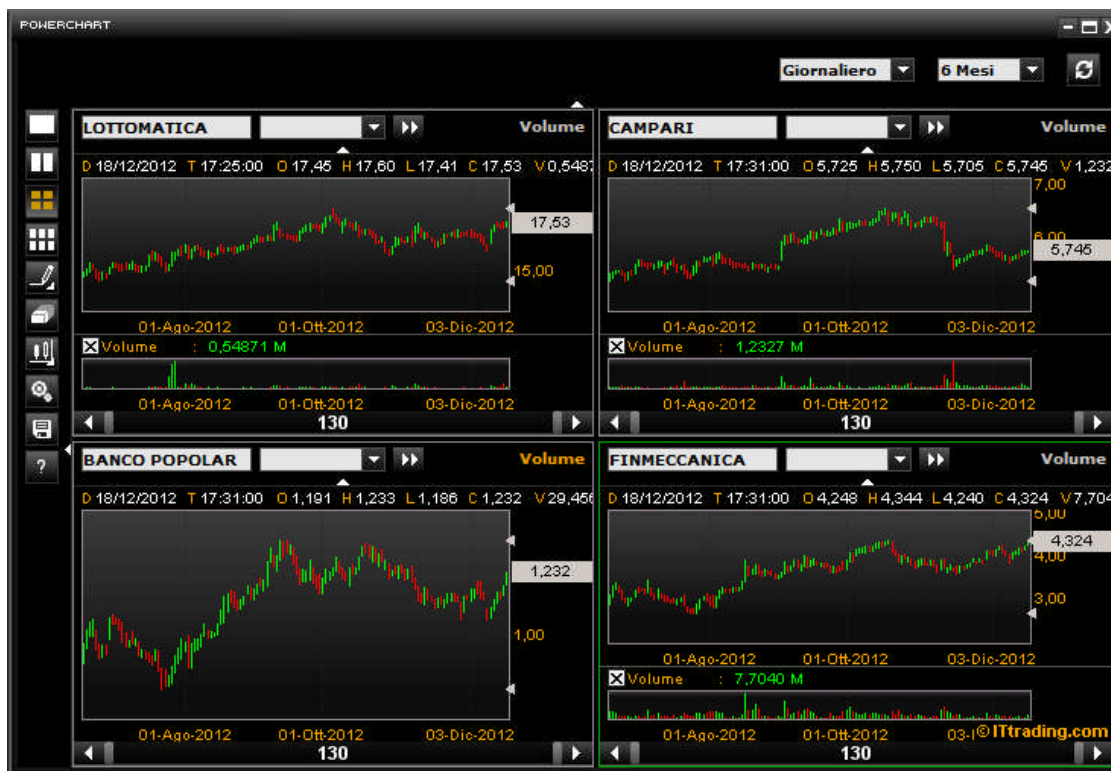 POWERCHART
Giornaliero 6 Mesi
LOTTOMATICA Volume
D 18/12/2012 T 17:25:00 O 17,45 H 17,60 L 17,41 C 17,53 V 0,5487
17,53
15,00
01-Ago-2012 01-Ott-2012 03-Dic-2012
Volume : 0,54871 M
01-Ago-2012 01-Ott-2012 03-Dic-2012
130
CAMPARI Volume
D 18/12/2012 T 17:31:00 O 5,725 H 5,750 L 5,705 C 5,745 V 1,232
7,00
6,00
5,745
01-Ago-2012 01-Ott-2012 03-Dic-2012
Volume : 1,2327 M
01-Ago-2012 01-Ott-2012 03-Dic-2012
130
?
BANCO POPOLAR Volume
D 18/12/2012 T 17:31:00 O 1,191 H 1,233 L 1,186 C 1,232 V 29,456
1,232
1,00
01-Ago-2012 01-Ott-2012 03-Dic-2012
130
FINMECCANICA Volume
D 18/12/2012 T 17:31:00 O 4,248 H 4,344 L 4,240 C 4,324 V 7,704
5,00
4,324
4,00
3,00
01-Ago-2012 01-Ott-2012 03-Dic-2012
Volume : 7,7040 M
01-Ago-2012 01-Ott-2012 03-
© ITtrading.com
130